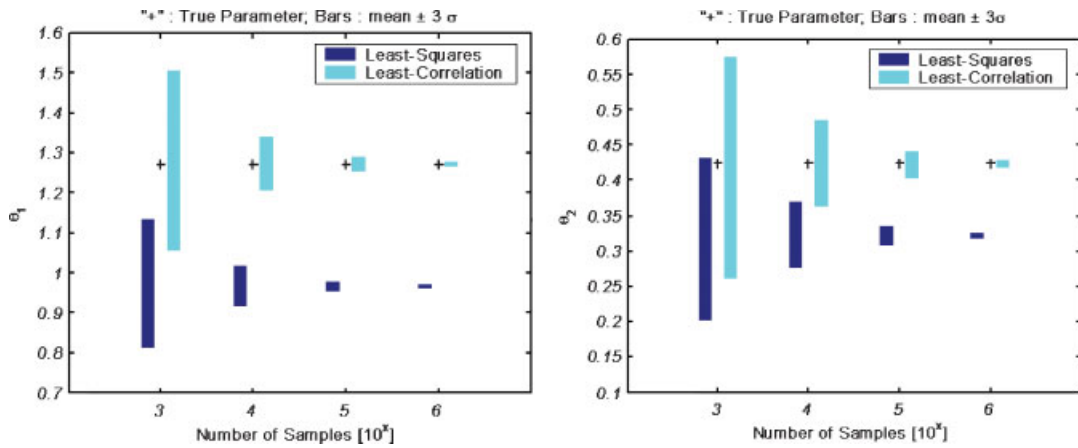 "+" : True Parameter; Bars : mean ± 3 σ
1.6
1.5
1.4
1.3
1.2
1.1
1
0.9
0.8
0.7
θ1
Least-Squares
Least-Correlation
3 4 5 6
Number of Samples [10^x]
"+" : True Parameter; Bars : mean ± 3σ
0.6
0.55
0.5
0.45
0.4
0.35
0.3
0.25
0.2
0.15
0.1
θ2
Least-Squares
Least-Correlation
3 4 5 6
Number of Samples [10^x]